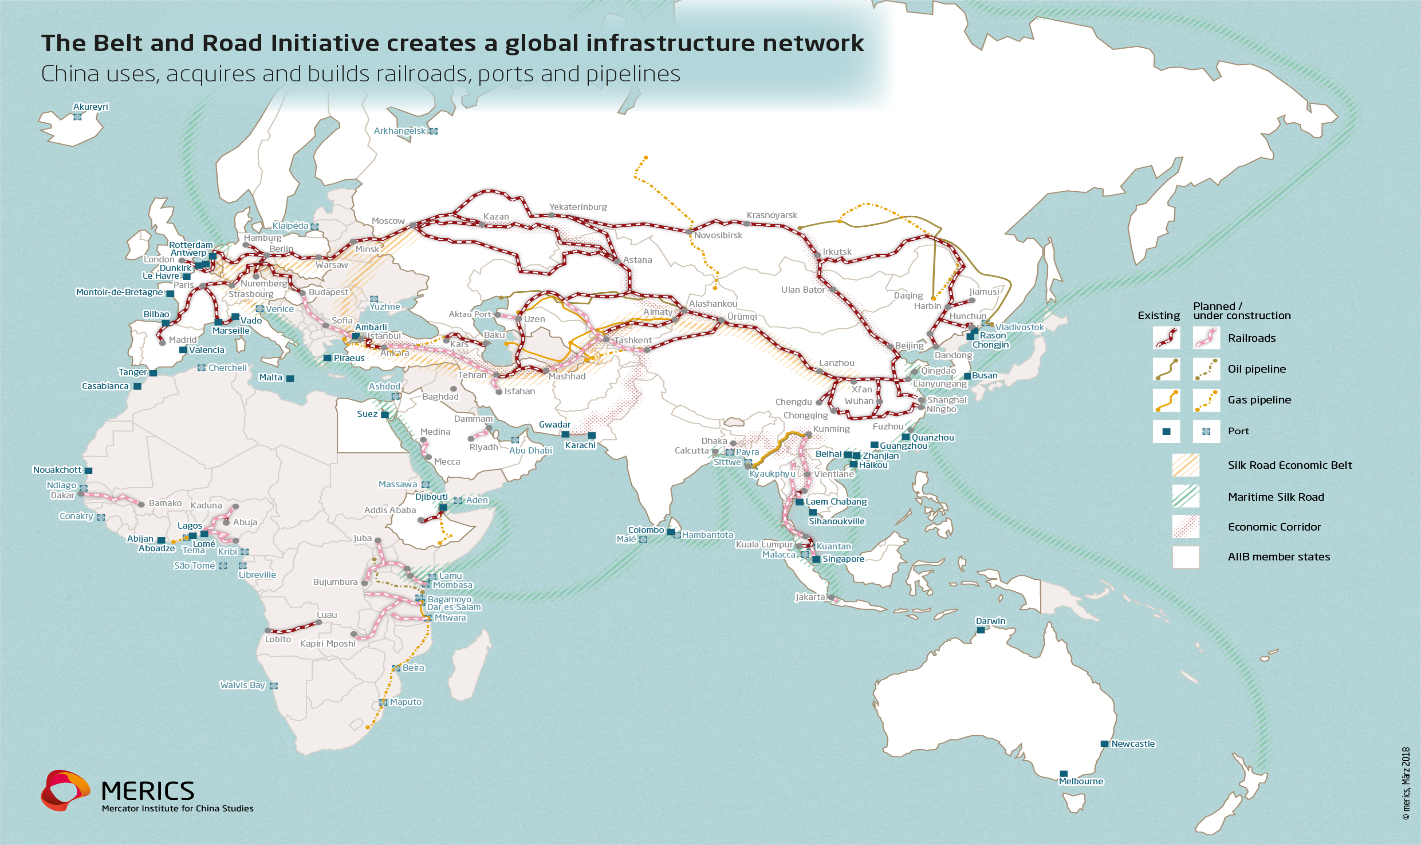 The Belt and Road Initiative creates a global infrastructure network
China uses, acquires and builds railroads, ports and pipelines
Akureyri
Arkhangelsk
Klaipėda
Moscow
Kazan
Yekaterinburg
Krasnoyarsk
Novosibirsk
Rotterdam
Antwerp
Hamburg
Berlin
London
Dunkirk
Le Havre
Paris
Warsaw
Minsk
Astana
Irkutsk
Nuremberg
Strasbourg
Budapest
Montoir-de-Bretagne
Ulan Bator
Daqing
Jiamusi
Harbin
Hunchun
Vladivostok
Rason
Chongjin
Yuzhne
Venice
Sofia
Bilbao
Vado
Marseille
Madrid
Valencia
Ambarli
Istanbul
Ankara
Kars
Baku
Aktau Port
Uzen
Almaty
Alashankou
Ürümqi
Tashkent
Beijing
Dandong
Lanzhou
Qingdao
Lianyungang
Busan
Piraeus
Tanger
Casablanca
Cherchell
Malta
Tehran
Mashhad
Isfahan
Ashdod
Baghdad
Suez
Xi'an
Wuhan
Chengdu
Chongqing
Shanghai
Ningbo
Fuzhou
Quanzhou
Guangzhou
Kunming
Medina
Dammam
Riyadh
Mecca
Abu Dhabi
Gwadar
Karachi
Dhaka
Calcutta
Payra
Sittwe
Kyaukphyu
Vientiane
Beihai
Zhanjian
Haikou
Nouakchott
Ndiago
Dakar
Bamako
Conakry
Kaduna
Abuja
Massawa
Djibouti
Aden
Addis Ababa
Laem Chabang
Sihanoukville
Colombo
Hambantota
Malé
Lagos
Abijan
Aboadze
Tema
Lomé
Kribi
São Tomé
Libreville
Juba
Bujumbura
Lamu
Mombasa
Bagamoyo
Dar es Salam
Mtwara
Kuala Lumpur
Kuantan
Malacca
Singapore
Jakarta
Luau
Lobito
Kapiri Mposhi
Beira
Walvis Bay
Maputo
Darwin
Newcastle
Melbourne
Existing
Planned /
under construction
Railroads
Oil pipeline
Gas pipeline
Port
Silk Road Economic Belt
Maritime Silk Road
Economic Corridor
AIIB member states
MERICS
Mercator Institute for China Studies
© merics, März 2018